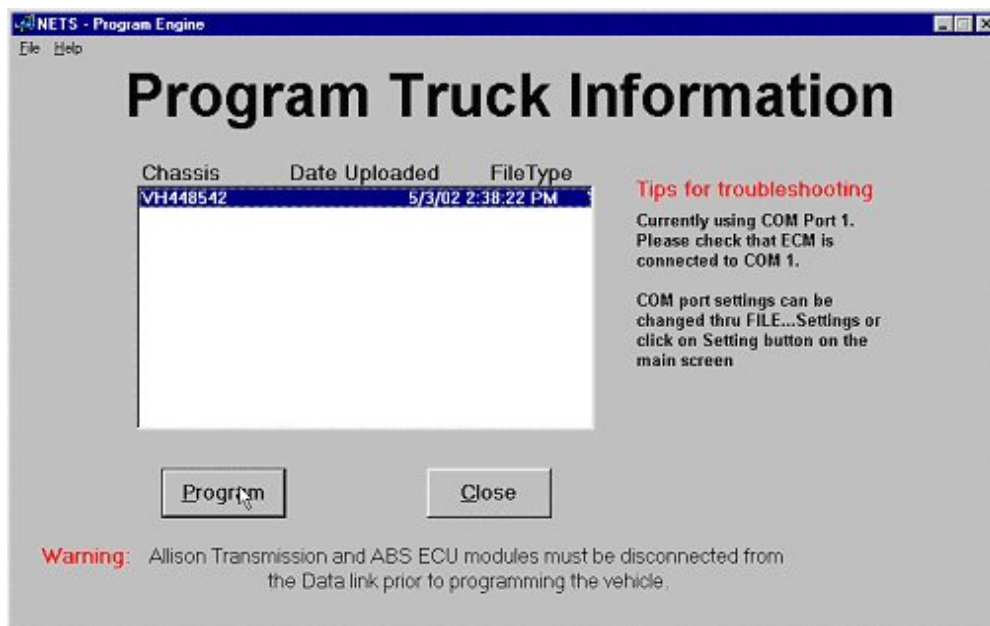 NETS - Program Engine
File Help
Program Truck Information
Chassis Date Uploaded FileType
VH448542 5/3/02 2:38:22 PM
Tips for troubleshooting
Currently using COM Port 1.
Please check that ECM is
connected to COM 1.
COM port settings can be
changed thru FILE...Settings or
click on Setting button on the
main screen
Program Close
Warning: Allison Transmission and ABS ECU modules must be disconnected from
the Data link prior to programming the vehicle.